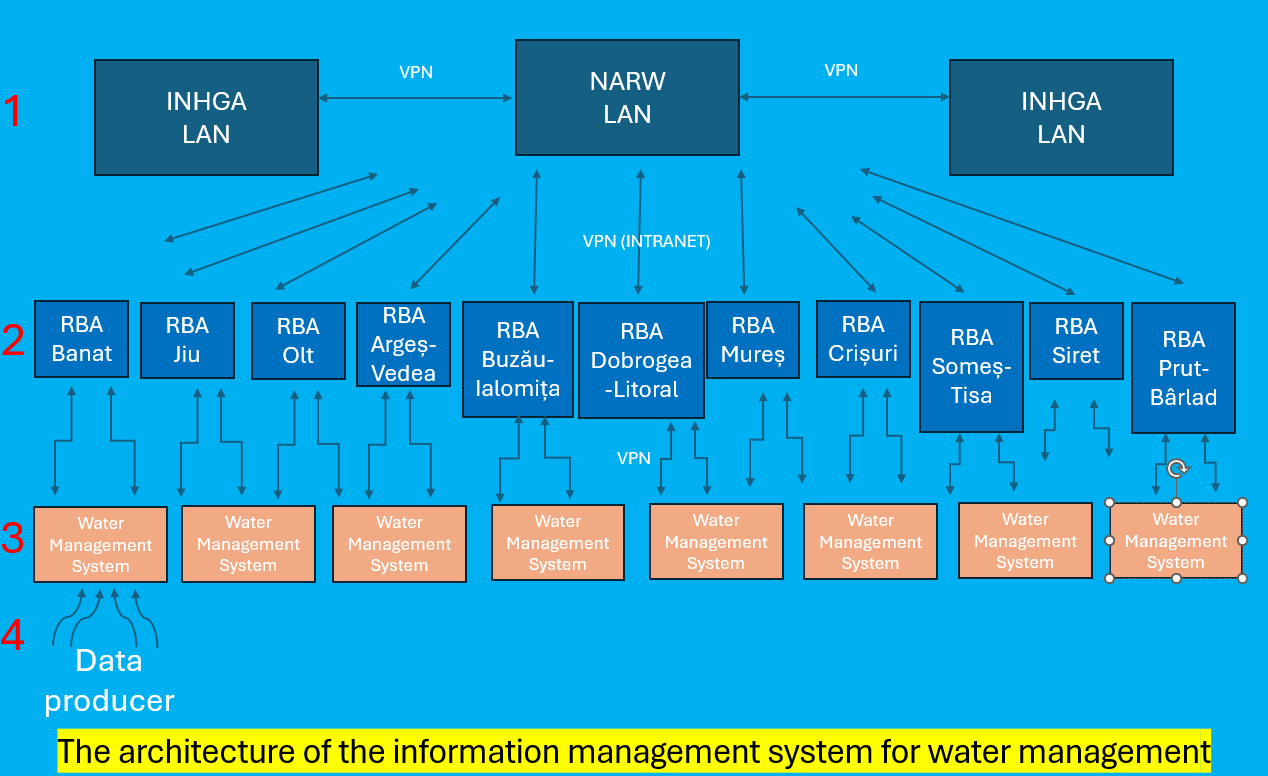 VPN
VPN
1
INHGA
LAN
NARW
LAN
INHGA
LAN
VPN (INTRANET)
2
RBA
Banat
RBA
Jiu
RBA
Olt
RBA
Argeș-
Vedea
RBA
Buzău-
Ialomița
RBA
Dobrogea
-Litoral
RBA
Mureș
RBA
Crișuri
RBA
Someș-
Tisa
RBA
Siret
RBA
Prut-
Bârlad
VPN
3
Water
Management
System
Water
Management
System
Water
Management
System
Water
Management
System
Water
Management
System
Water
Management
System
Water
Management
System
Water
Management
System
4
Data
producer
The architecture of the information management system for water management